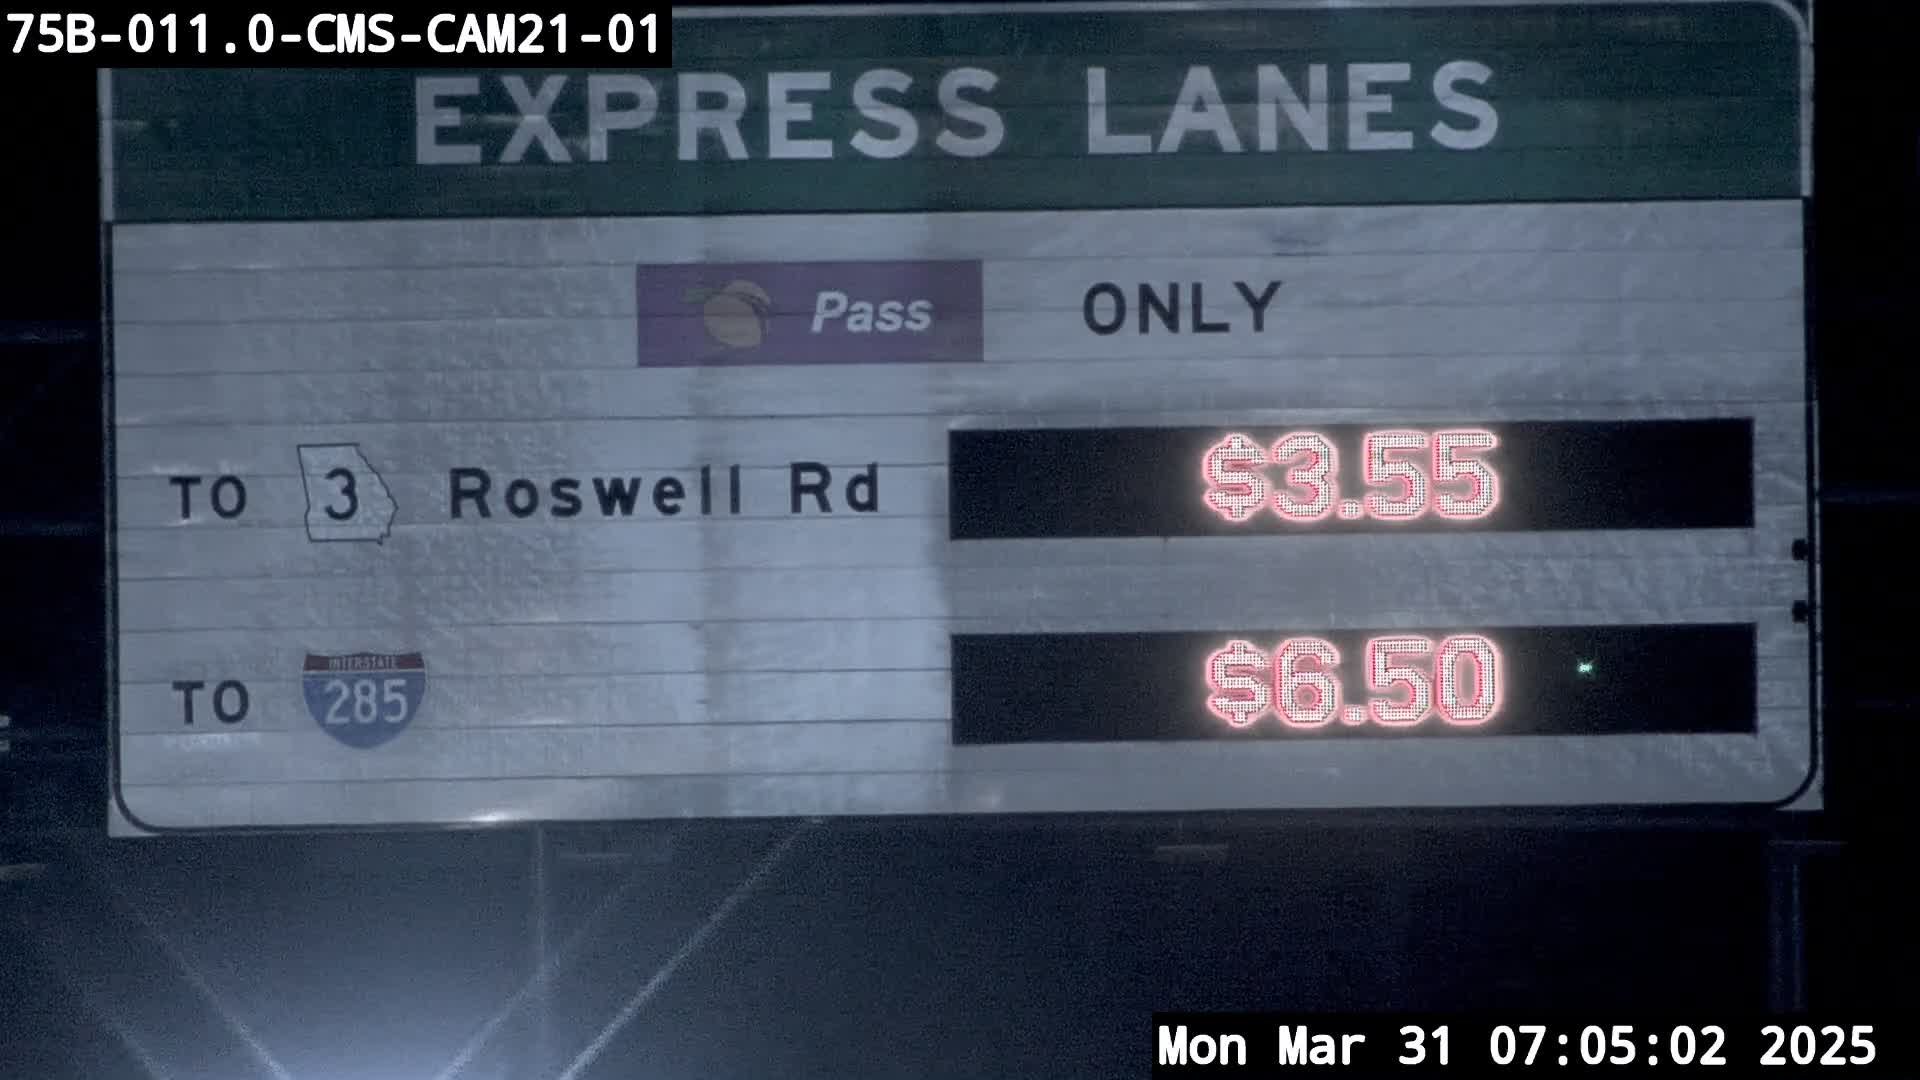 75B-011.0-CMS-CAM21-01
EXPRESS LANES
Pass ONLY
TO 3 Roswell Rd $3.55
INTERSTATE
TO 285 $6.50
Mon Mar 31 07:05:02 2025